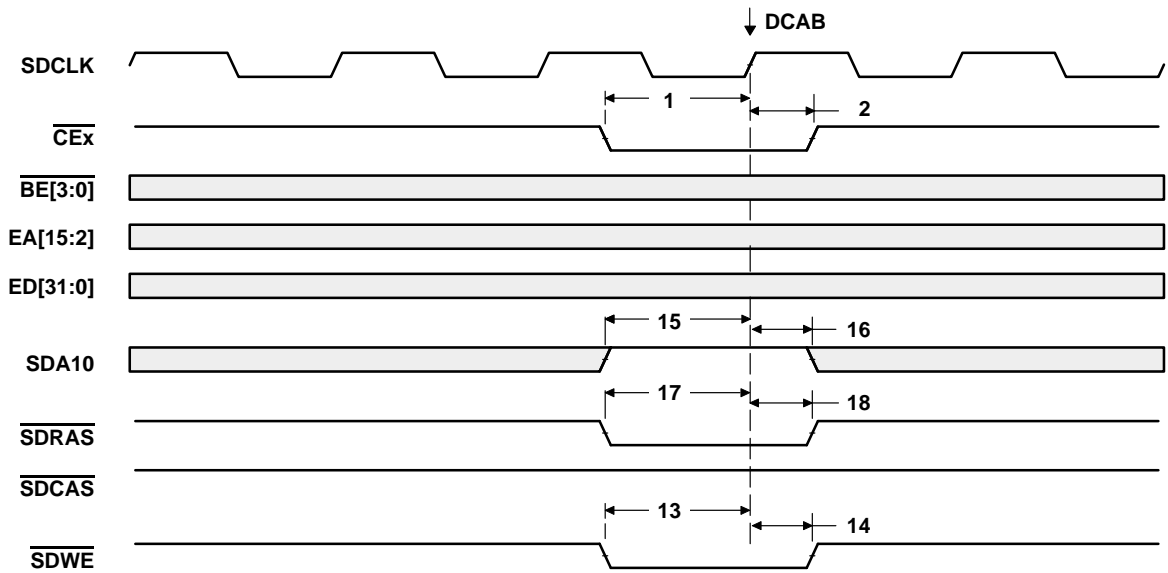 DCAB
SDCLK
1 2
CEx
BE[3:0]
EA[15:2]
ED[31:0]
15 16
SDA10
17 18
SDRAS
SDCAS
13 14
SDWE